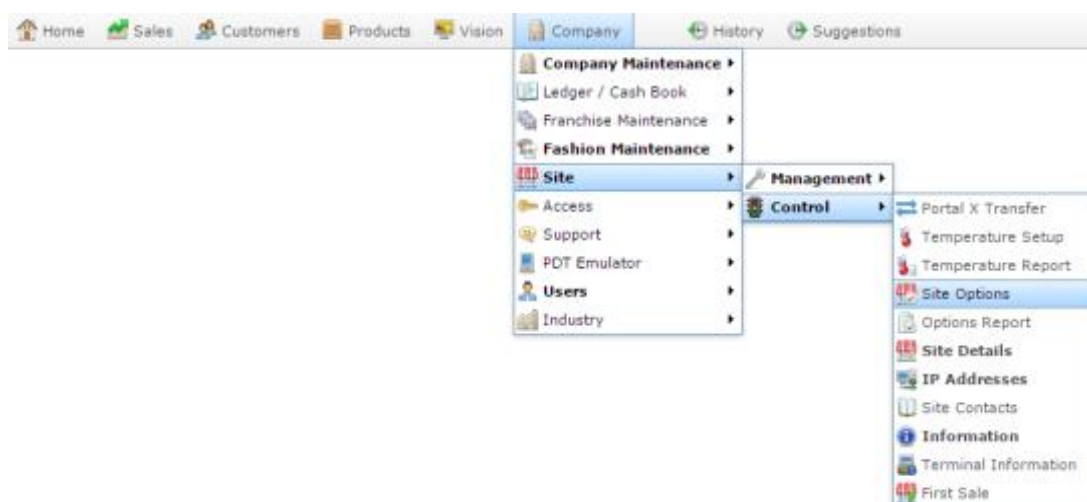 Home Sales Customers Products Vision Company History Suggestions
Company Maintenance
Ledger / Cash Book
Franchise Maintenance
Fashion Maintenance
Site
Access
Support
PDT Emulator
Users
Industry
Management
Control
Portal X Transfer
Temperature Setup
Temperature Report
Site Options
Options Report
Site Details
IP Addresses
Site Contacts
Information
Terminal Information
First Sale